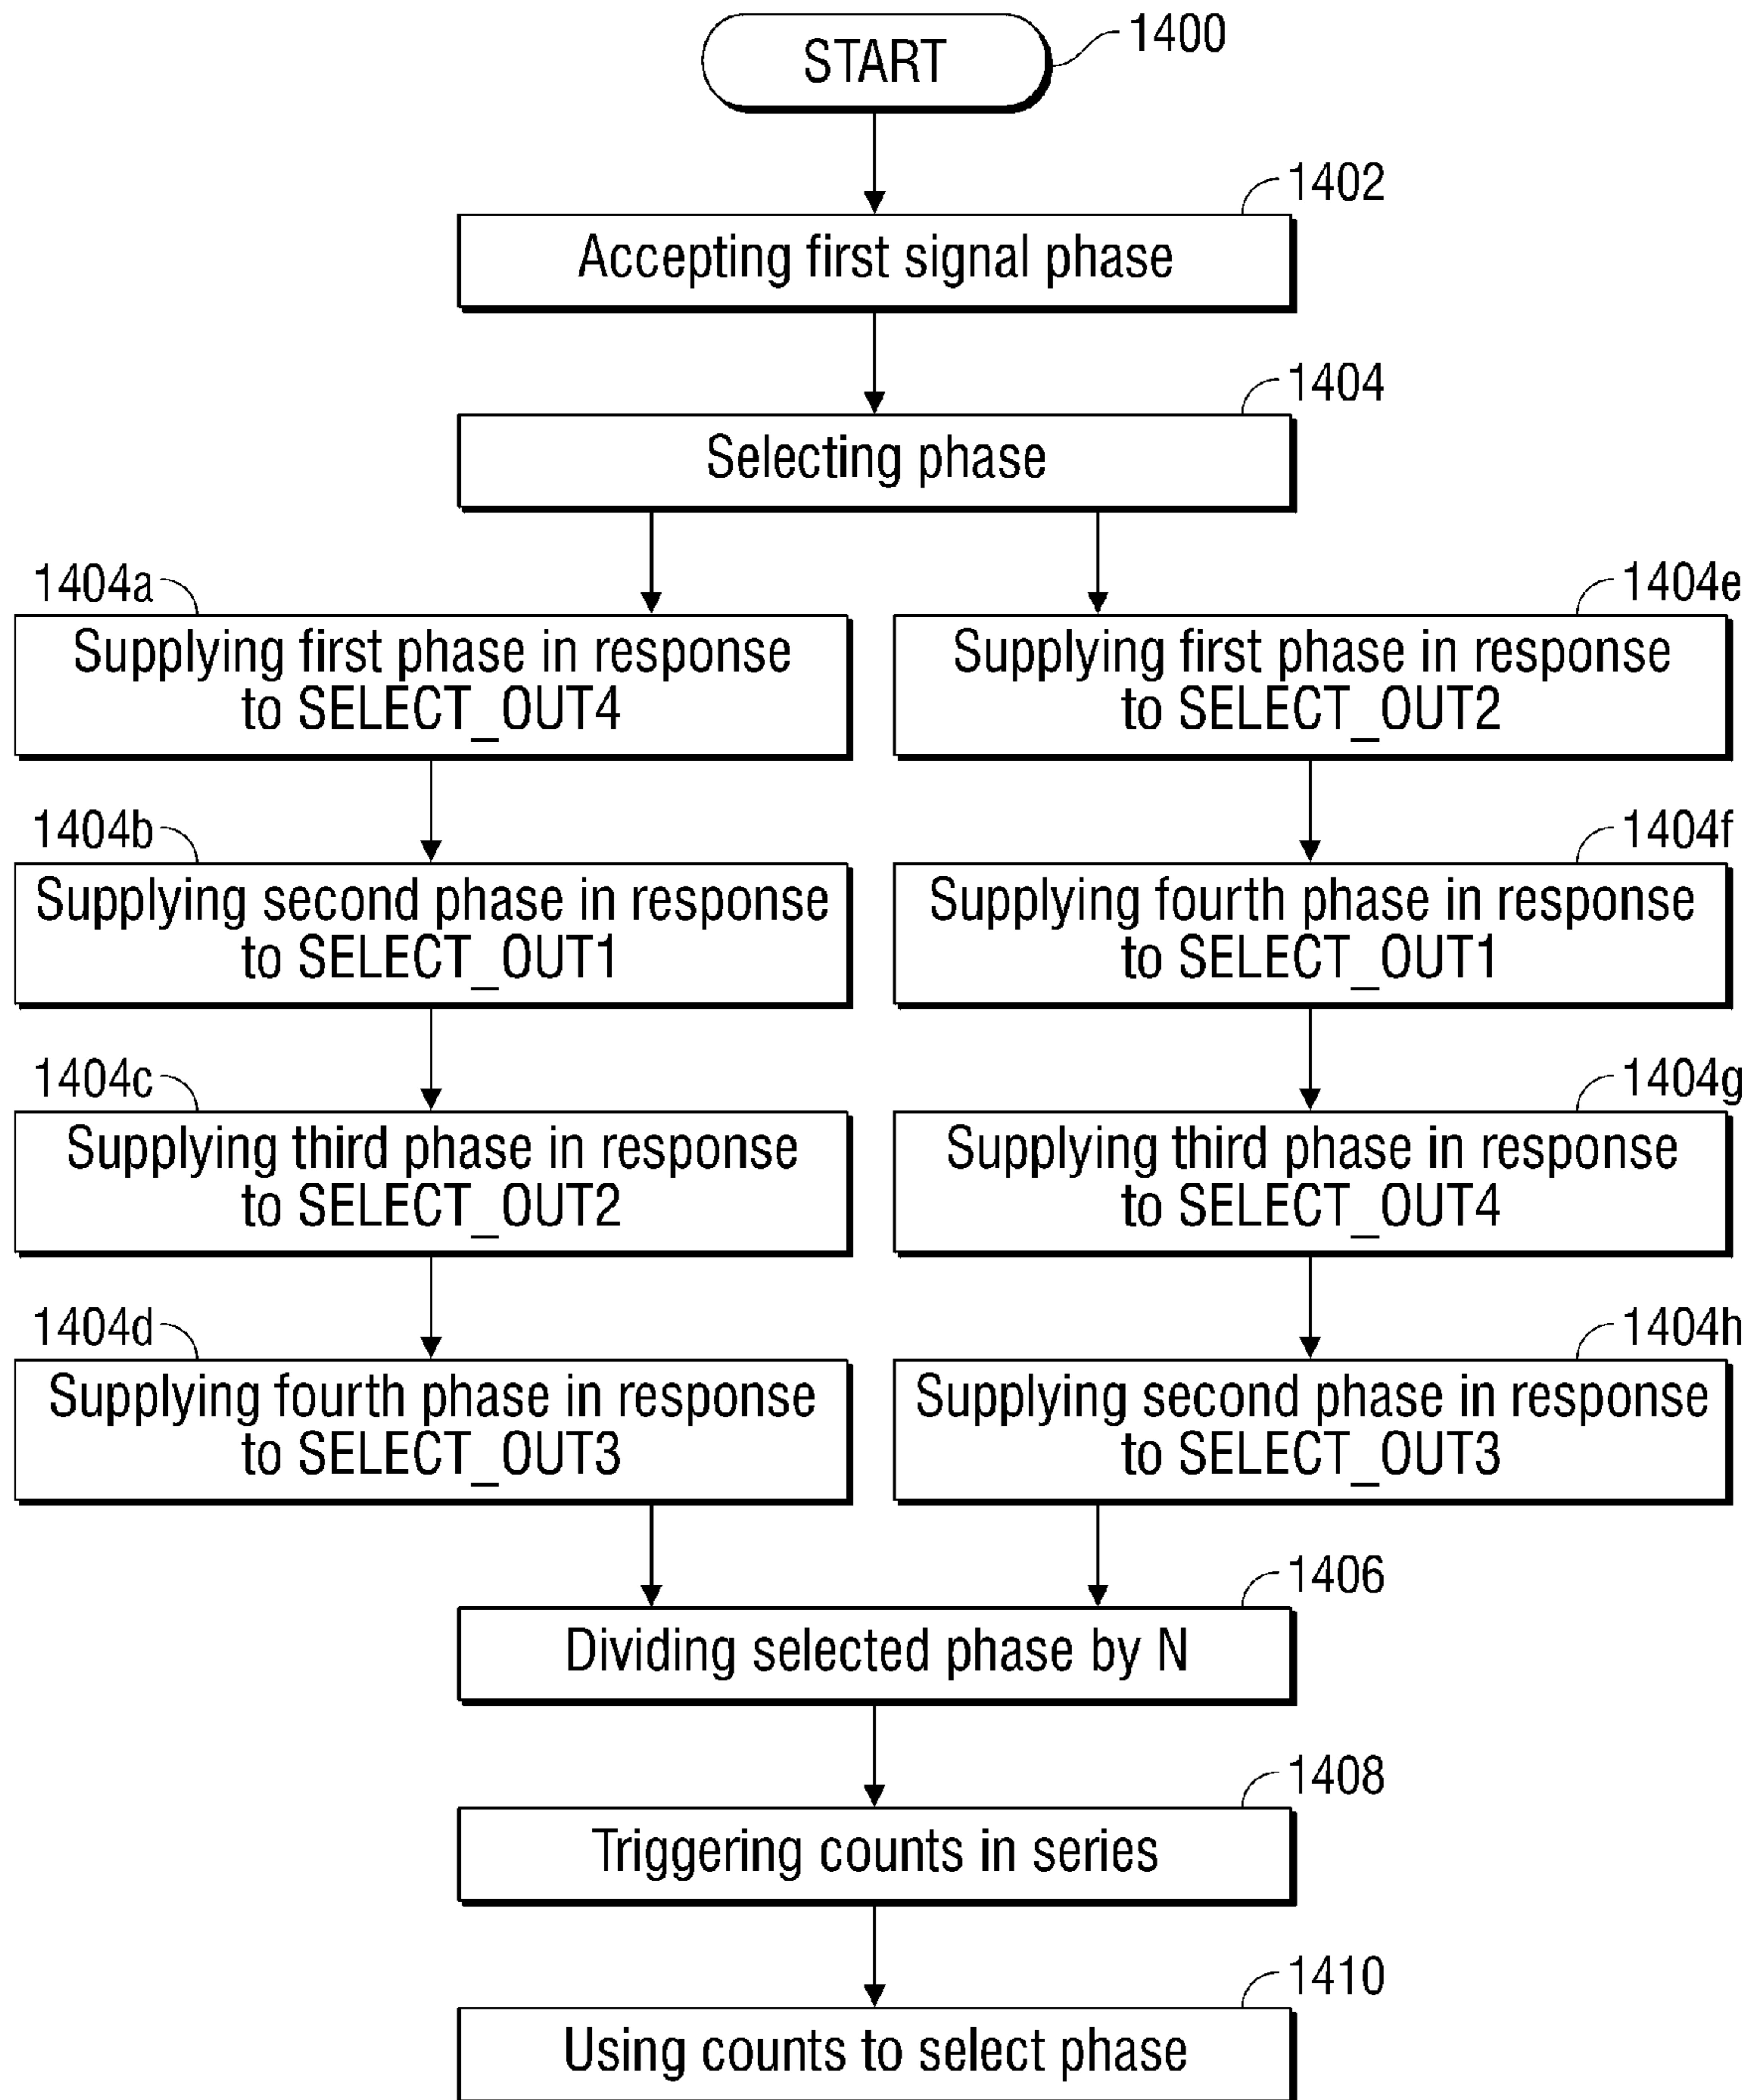 START
1400
1402
Accepting first signal phase
1404
Selecting phase
1404a
Supplying first phase in response
to SELECT_OUT4
1404e
Supplying first phase in response
to SELECT_OUT2
1404b
Supplying second phase in response
to SELECT_OUT1
1404f
Supplying fourth phase in response
to SELECT_OUT1
1404c
Supplying third phase in response
to SELECT_OUT2
1404g
Supplying third phase in response
to SELECT_OUT4
1404d
Supplying fourth phase in response
to SELECT_OUT3
1404h
Supplying second phase in response
to SELECT_OUT3
1406
Dividing selected phase by N
1408
Triggering counts in series
1410
Using counts to select phase